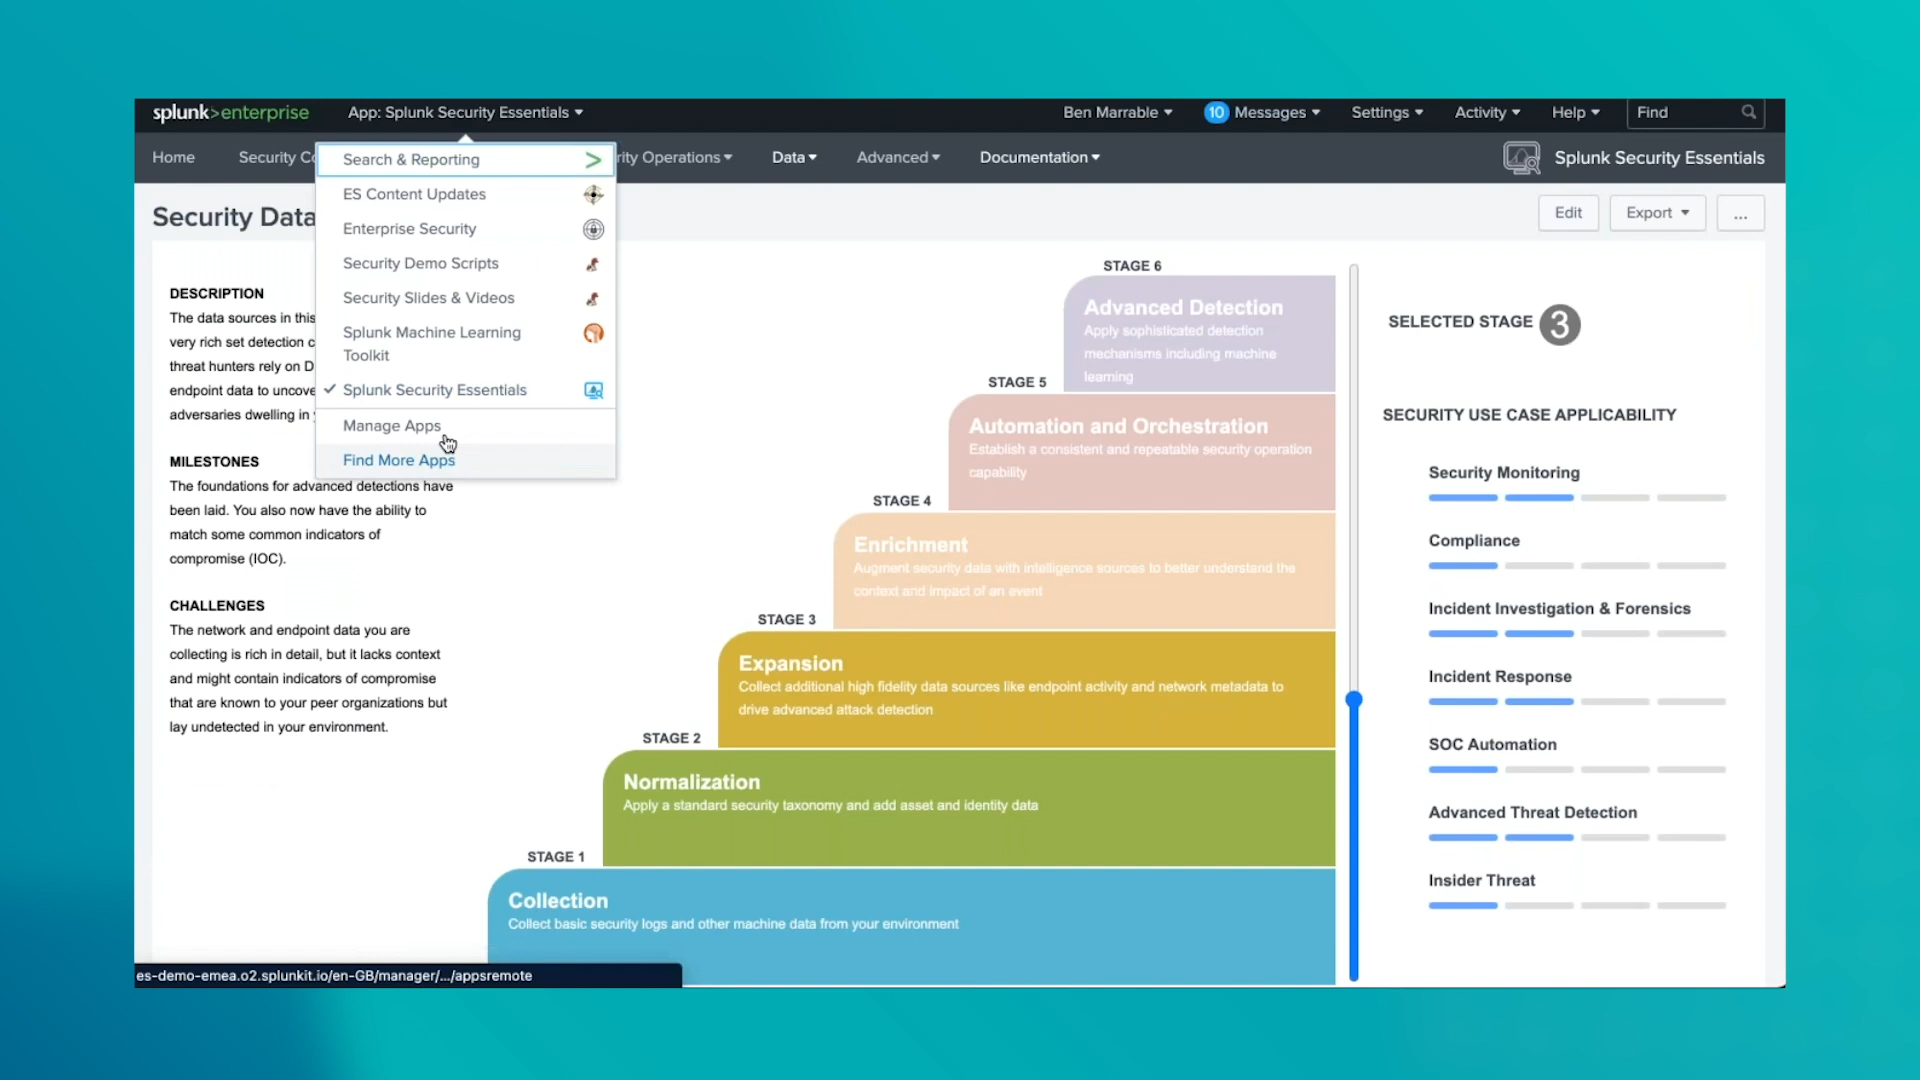 splunk>enterprise App: Splunk Security Essentials Ben Marrable 10 Messages Settings Activity Help Find
Home Security Co rity Operations Data Advanced Documentation Splunk Security Essentials
Search & Reporting
ES Content Updates
Enterprise Security
Security Demo Scripts
Security Slides & Videos
Splunk Machine Learning
Toolkit
Splunk Security Essentials
Manage Apps
Find More Apps
Security Data
Edit Export ...
DESCRIPTION
The data sources in this
very rich set detection c
threat hunters rely on D
endpoint data to uncove
adversaries dwelling in
MILESTONES
The foundations for advanced detections have
been laid. You also now have the ability to
match some common indicators of
compromise (IOC).
CHALLENGES
The network and endpoint data you are
collecting is rich in detail, but it lacks context
and might contain indicators of compromise
that are known to your peer organizations but
lay undetected in your environment.
STAGE 6
Advanced Detection
Apply sophisticated detection
mechanisms including machine
learning
STAGE 5
Automation and Orchestration
Establish a consistent and repeatable security operation
capability
STAGE 4
Enrichment
Augment security data with intelligence sources to better understand the
context and impact of an event
STAGE 3
Expansion
Collect additional high fidelity data sources like endpoint activity and network metadata to
drive advanced attack detection
STAGE 2
Normalization
Apply a standard security taxonomy and add asset and identity data
STAGE 1
Collection
Collect basic security logs and other machine data from your environment
SELECTED STAGE 3
SECURITY USE CASE APPLICABILITY
Security Monitoring
Compliance
Incident Investigation & Forensics
Incident Response
SOC Automation
Advanced Threat Detection
Insider Threat
es-demo-emea.o2.splunkit.io/en-GB/manager/.../appsremote